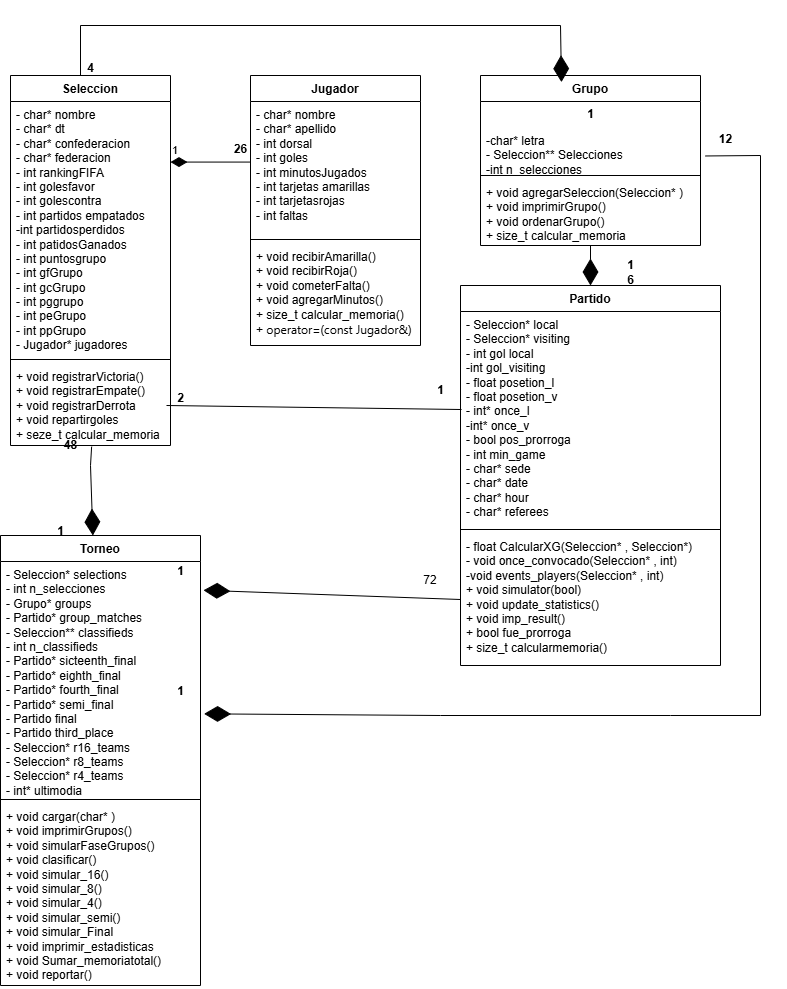 4
Seleccion
- char* nombre
- char* dt
- char* confederacion
- char* federacion
- int rankingFIFA
- int golesfavor
- int golescontra
- int partidos empatados
-int partidosperdidos
- int patidosGanados
- int puntosgrupo
- int gfGrupo
- int gcGrupo
- int pggrupo
- int peGrupo
- int ppGrupo
- Jugador* jugadores
+ void registrarVictoria()
+ void registrarEmpate()
+ void registrarDerrota
+ void repartirgoles
+ seze_t calcular_memoria
1
26
Jugador
- char* nombre
- char* apellido
- int dorsal
- int goles
- int minutosJugados
- int tarjetas amarillas
- int tarjetasrojas
- int faltas
+ void recibirAmarilla()
+ void recibirRoja()
+ void cometerFalta()
+ void agregarMinutos()
+ size_t calcular_memoria()
+ operator=(const Jugador&)
Grupo
1
-char* letra
- Seleccion** Selecciones
-int n_selecciones
+ void agregarSeleccion(Seleccion* )
+ void imprimirGrupo()
+ void ordenarGrupo()
+ size_t calcular_memoria
12
1
6
Partido
- Seleccion* local
- Seleccion* visiting
- int gol local
-int gol_visiting
- float posetion_l
- float posetion_v
- int* once_l
-int* once_v
- bool pos_prorroga
- int min_game
- char* sede
- char* date
- char* hour
- char* referees
- float CalcularXG(Seleccion* , Seleccion*)
- void once_convocado(Seleccion* , int)
-void events_players(Seleccion* , int)
+ void simulator(bool)
+ void update_statistics()
+ void imp_result()
+ bool fue_prorroga
+ size_t calcularmemoria()
2
1
48
1
Torneo
- Seleccion* selections
- int n_selecciones
- Grupo* groups
- Partido* group_matches
- Seleccion** classifieds
- int n_classifieds
- Partido* sicteenth_final
- Partido* eighth_final
- Partido* fourth_final
- Partido* semi_final
- Partido final
- Partido third_place
- Seleccion* r16_teams
- Seleccion* r8_teams
- Seleccion* r4_teams
- int* ultimodia
+ void cargar(char* )
+ void imprimirGrupos()
+ void simularFaseGrupos()
+ void clasificar()
+ void simular_16()
+ void simular_8()
+ void simular_4()
+ void simular_semi()
+ void simular_Final
+ void imprimir_estadisticas
+ void Sumar_memoriatotal()
+ void reportar()
1
72
1